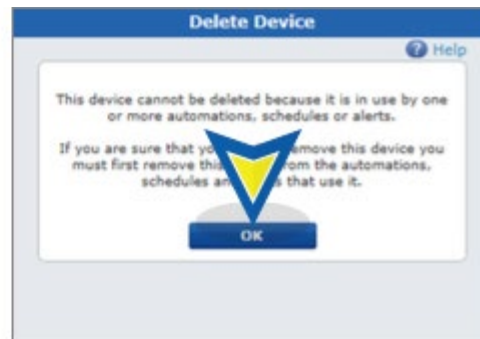 Delete Device
Help
This device cannot be deleted because it is in use by one
or more automations, schedules or alerts.
If you are sure that yo emove this device you
must first remove this om the automations,
schedules an that use it.
OK